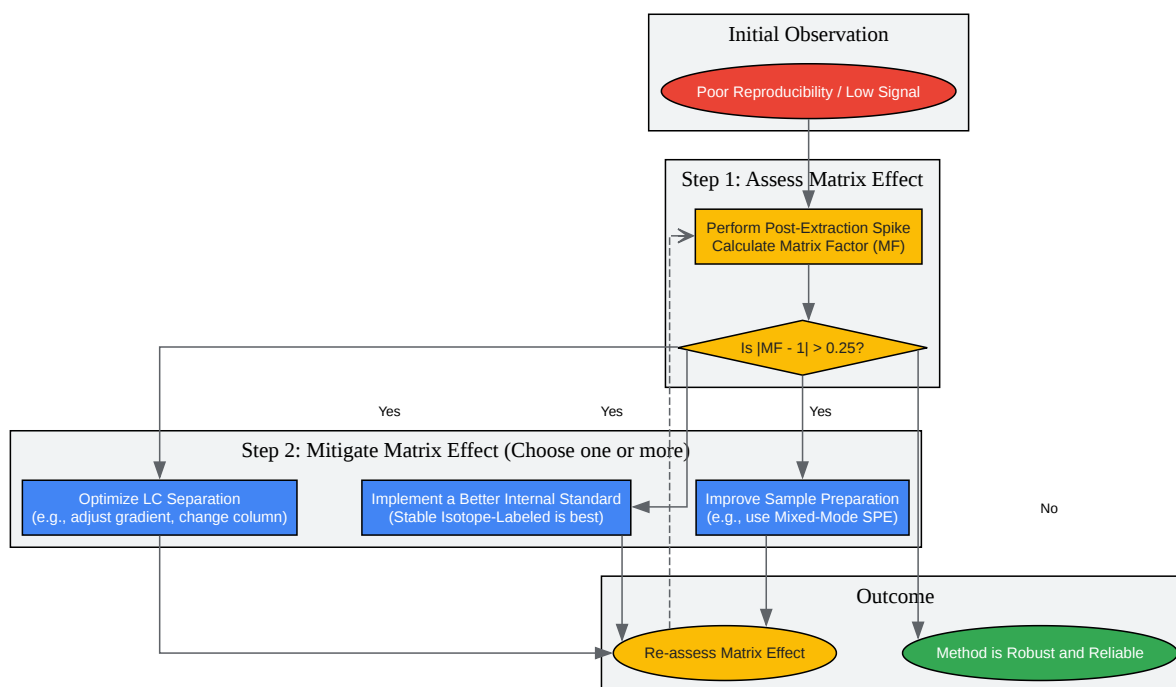 Initial Observation
Poor Reproducibility / Low Signal
Step 1: Assess Matrix Effect
Perform Post-Extraction Spike
Calculate Matrix Factor (MF)
Is |MF - 1| > 0.25?
Yes
Yes
Yes
Step 2: Mitigate Matrix Effect (Choose one or more)
Optimize LC Separation
(e.g., adjust gradient, change column)
Implement a Better Internal Standard
(Stable Isotope-Labeled is best)
Improve Sample Preparation
(e.g., use Mixed-Mode SPE)
No
Outcome
Re-assess Matrix Effect
Method is Robust and Reliable